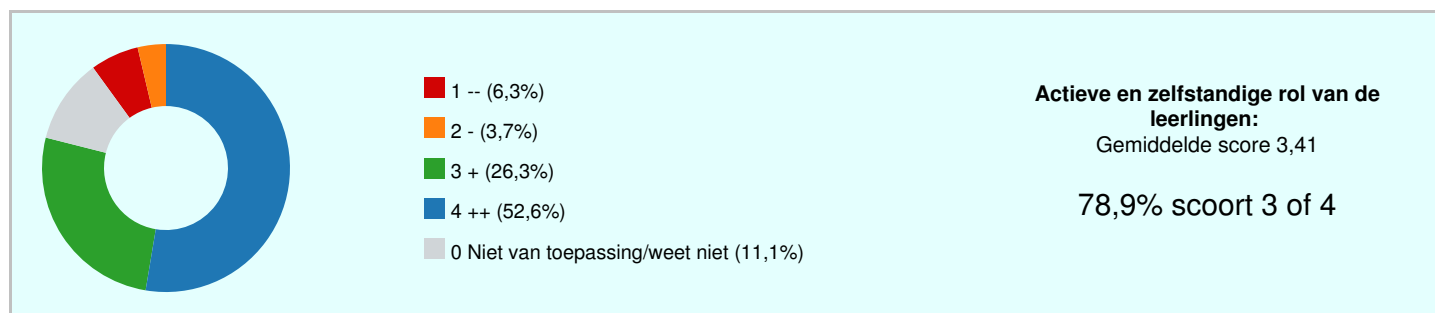 1 -- (6,3%)
2 - (3,7%)
3 + (26,3%)
4 ++ (52,6%)
0 Niet van toepassing/weet niet (11,1%)
Actieve en zelfstandige rol van de
leerlingen:
Gemiddelde score 3,41
78,9% scoort 3 of 4